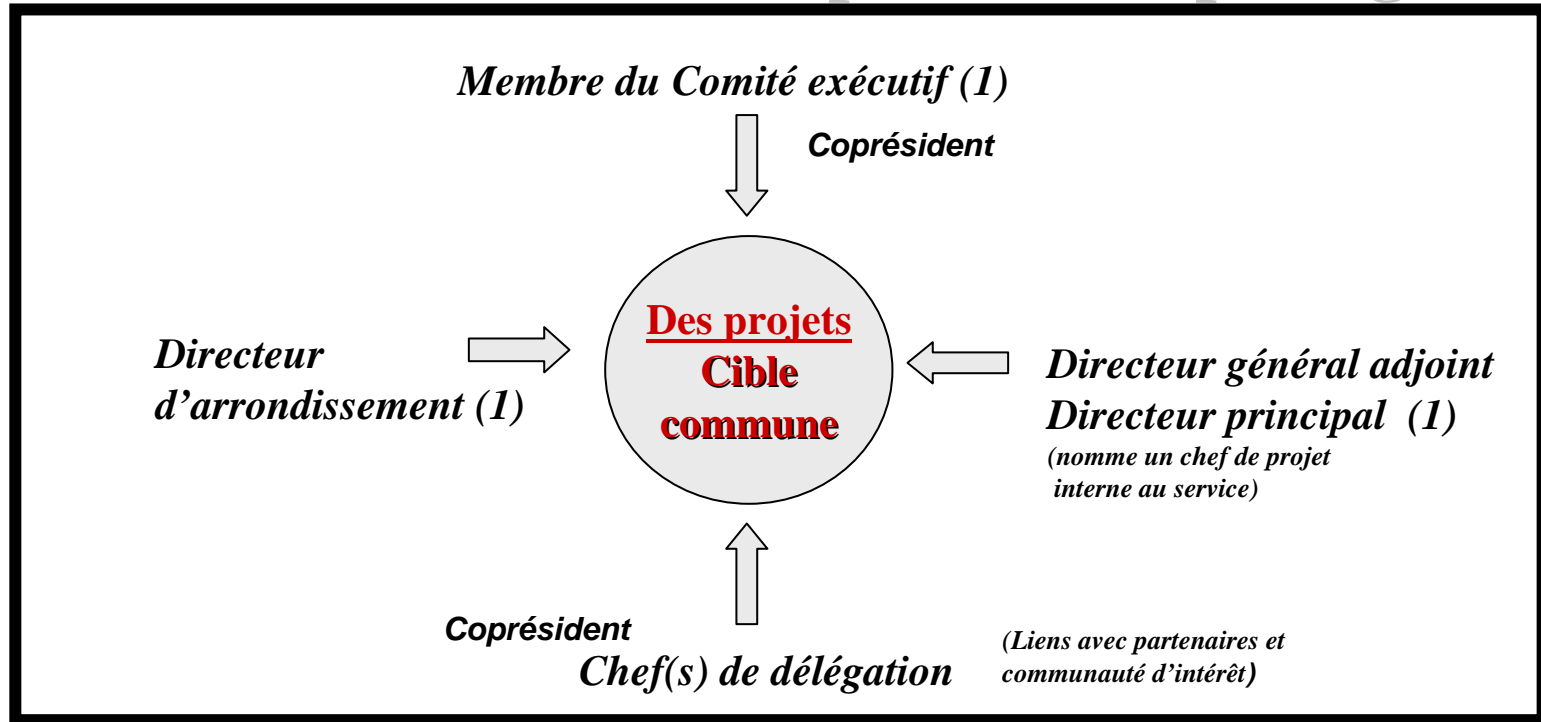 Membre du Comité exécutif (1)
Coprésident
Des projets
Cible
commune
Directeur
d’arrondissement (1)
Directeur général adjoint
Directeur principal (1)
(nomme un chef de projet
interne au service)
Coprésident
Chef(s) de délégation
(Liens avec partenaires et
communauté d’intérêt)